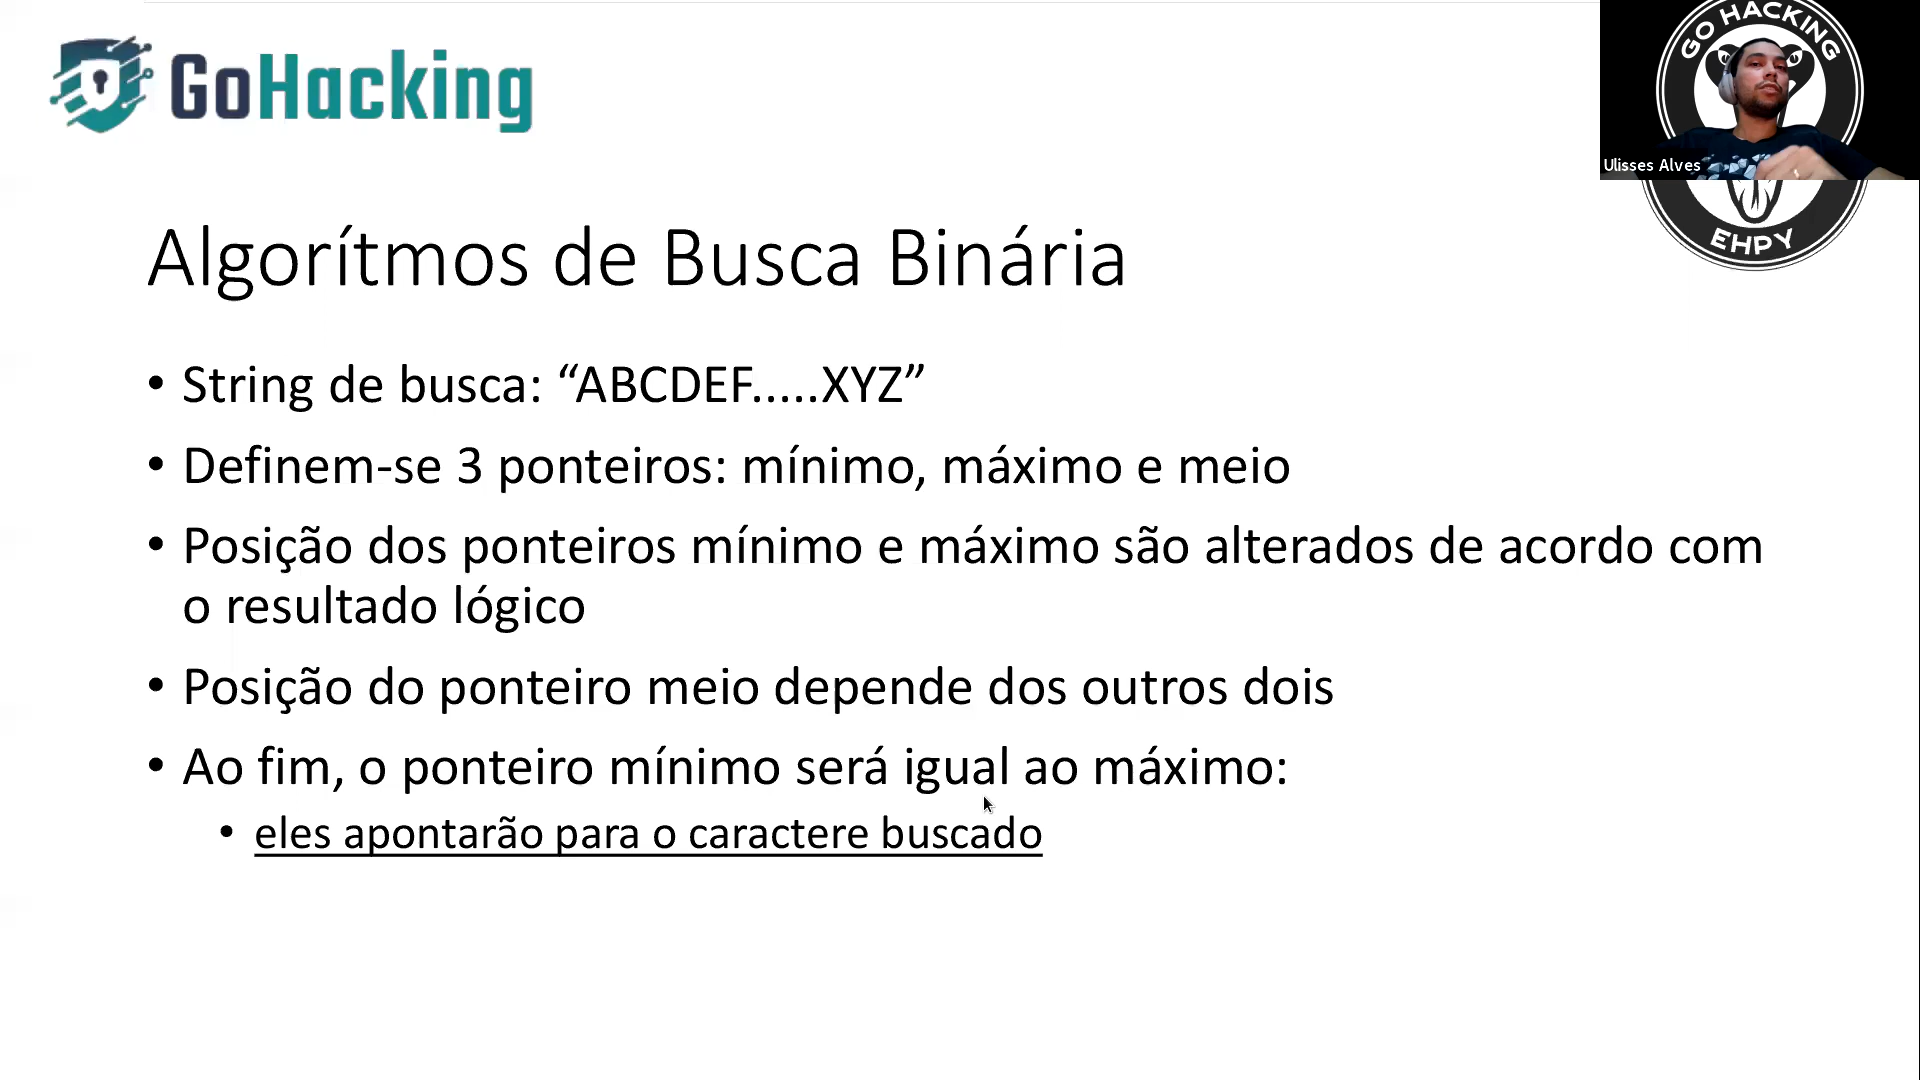 GoHacking
GO HACKING
Ulisses Alves
EHPY
Algorítmos de Busca Binária
• String de busca: “ABCDEF.....XYZ”
• Definem-se 3 ponteiros: mínimo, máximo e meio
• Posição dos ponteiros mínimo e máximo são alterados de acordo com
o resultado lógico
• Posição do ponteiro meio depende dos outros dois
• Ao fim, o ponteiro mínimo será igual ao máximo:
• eles apontarão para o caractere buscado